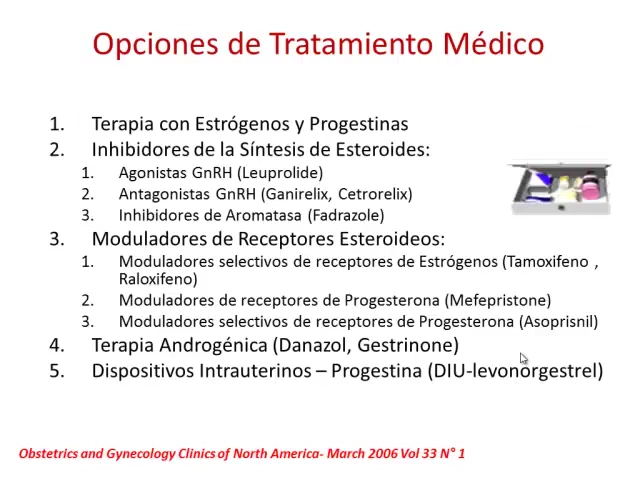 Opciones de Tratamiento Médico
1. Terapia con Estrógenos y Progestinas
2. Inhibidores de la Síntesis de Esteroides:
1. Agonistas GnRH (Leuprolide)
2. Antagonistas GnRH (Ganirelix, Cetrorelix)
3. Inhibidores de Aromatasa (Fadrazole)
3. Moduladores de Receptores Esteroideos:
1. Moduladores selectivos de receptores de Estrógenos (Tamoxifeno ,
Raloxifeno)
2. Moduladores de receptores de Progesterona (Mefepristone)
3. Moduladores selectivos de receptores de Progesterona (Asoprisnil)
4. Terapia Androgénica (Danazol, Gestrinone)
5. Dispositivos Intrauterinos – Progestina (DIU-levonorgestrel)
Obstetrics and Gynecology Clinics of North America- March 2006 Vol 33 N° 1